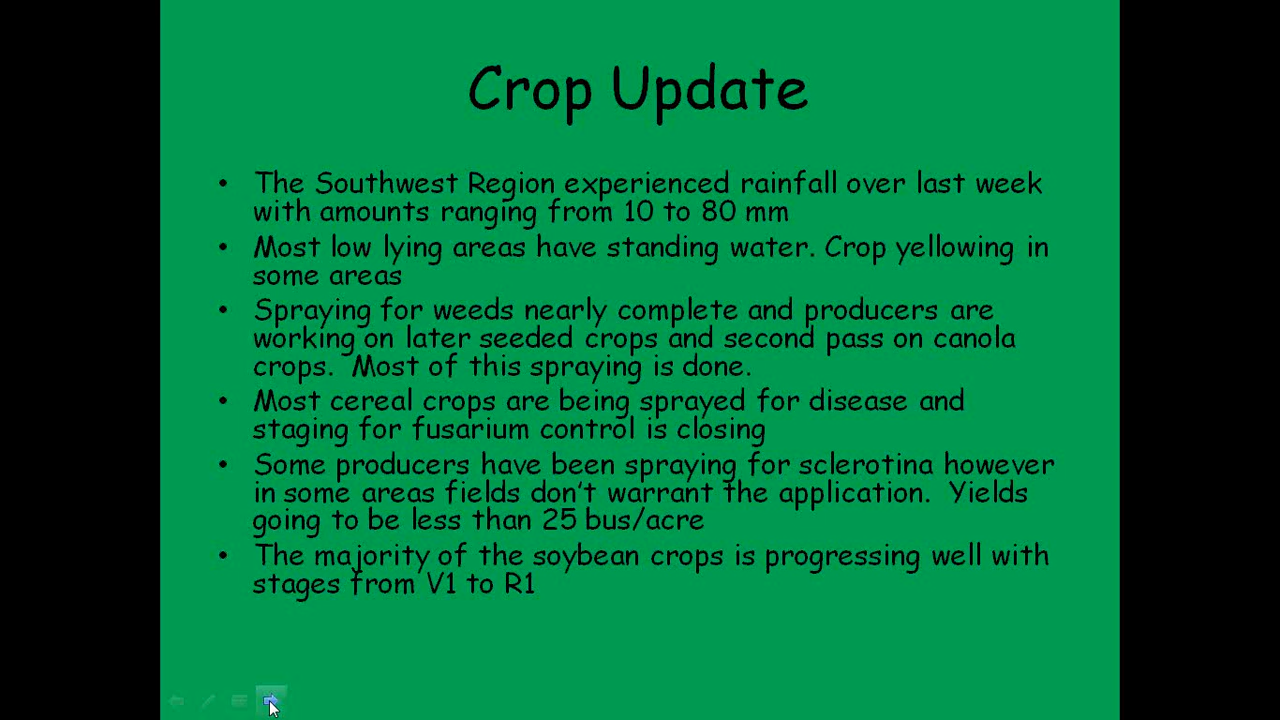 Crop Update
• The Southwest Region experienced rainfall over last week
with amounts ranging from 10 to 80 mm
• Most low lying areas have standing water. Crop yellowing in
some areas
• Spraying for weeds nearly complete and producers are
working on later seeded crops and second pass on canola
crops.  Most of this spraying is done.
• Most cereal crops are being sprayed for disease and
staging for fusarium control is closing
• Some producers have been spraying for sclerotina however
in some areas fields don’t warrant the application.  Yields
going to be less than 25 bus/acre
• The majority of the soybean crops is progressing well with
stages from V1 to R1